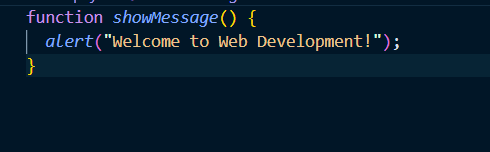 function showMessage() {
  alert("Welcome to Web Development!");
}